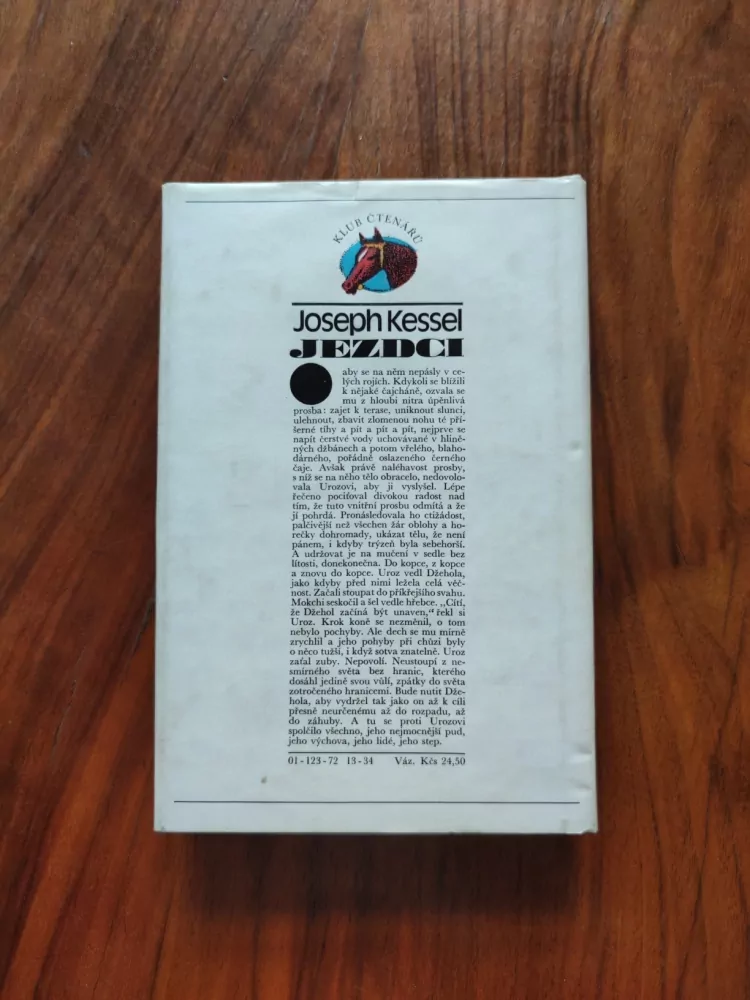 KLUB ČTENÁŘŮ
Joseph Kessel
JEZDCI
aby se na něm nepásly v ce-
lých rojích. Kdykoli se blížili
k nějaké čajcháně, ozvala se
mu z hloubi nitra úpěnlivá
prosba: zajet k terase, uniknout slunci,
ulehnout, zbavit zlomenou nohu té pří-
šerné tíhy a pít a pít a pít, nejprve se
napít čerstvé vody uchovávané v hlině-
ných džbánech a potom vřelého, blaho-
dárného, pořádně oslazeného černého
čaje. Avšak právě naléhavost prosby,
s níž se na něho tělo obracelo, nedovolo-
vala Urozovi, aby ji vyslyšel. Lépe
řečeno pociťoval divokou radost nad
tím, že tuto vnitřní prosbu odmítá a že
jí pohrdá. Pronásledovala ho ctižádost,
palčivější než všechen žár oblohy a ho-
rečky dohromady, ukázat tělu, že není
pánem, i kdyby trýzeň byla sebehorší.
A udržovat je na mučení v sedle bez
lítosti, donekonečna. Do kopce, z kopce
a znovu do kopce. Uroz vedl Džehola,
jako kdyby před nimi ležela celá věč-
nost. Začali stoupat do příkřejšího svahu.
Mokchi seskočil a šel vedle hřebce. „Cítí,
že Džehol začíná být unaven,“ řekl si
Uroz. Krok koně se nezměnil, o tom
nebylo pochyby. Ale dech se mu mírně
zrychlil a jeho pohyby při chůzi byly
o něco tužší, i když sotva znatelně. Uroz
zaťal zuby. Nepovolí. Neustoupí z ne-
smírného světa bez hranic, kterého
dosáhl jedině svou vůlí, zpátky do světa
zotročeného hranicemi. Bude nutit Dže-
hola, aby vydržel tak jako on až k cíli
přesně neurčenému až do rozpadu, až
do záhuby. A tu se proti Urozovi
spolčilo všechno, jeho nejmocnější pud,
jeho výchova, jeho lidé, jeho step.
01-123-72 13-34 Váz. Kčs 24,50